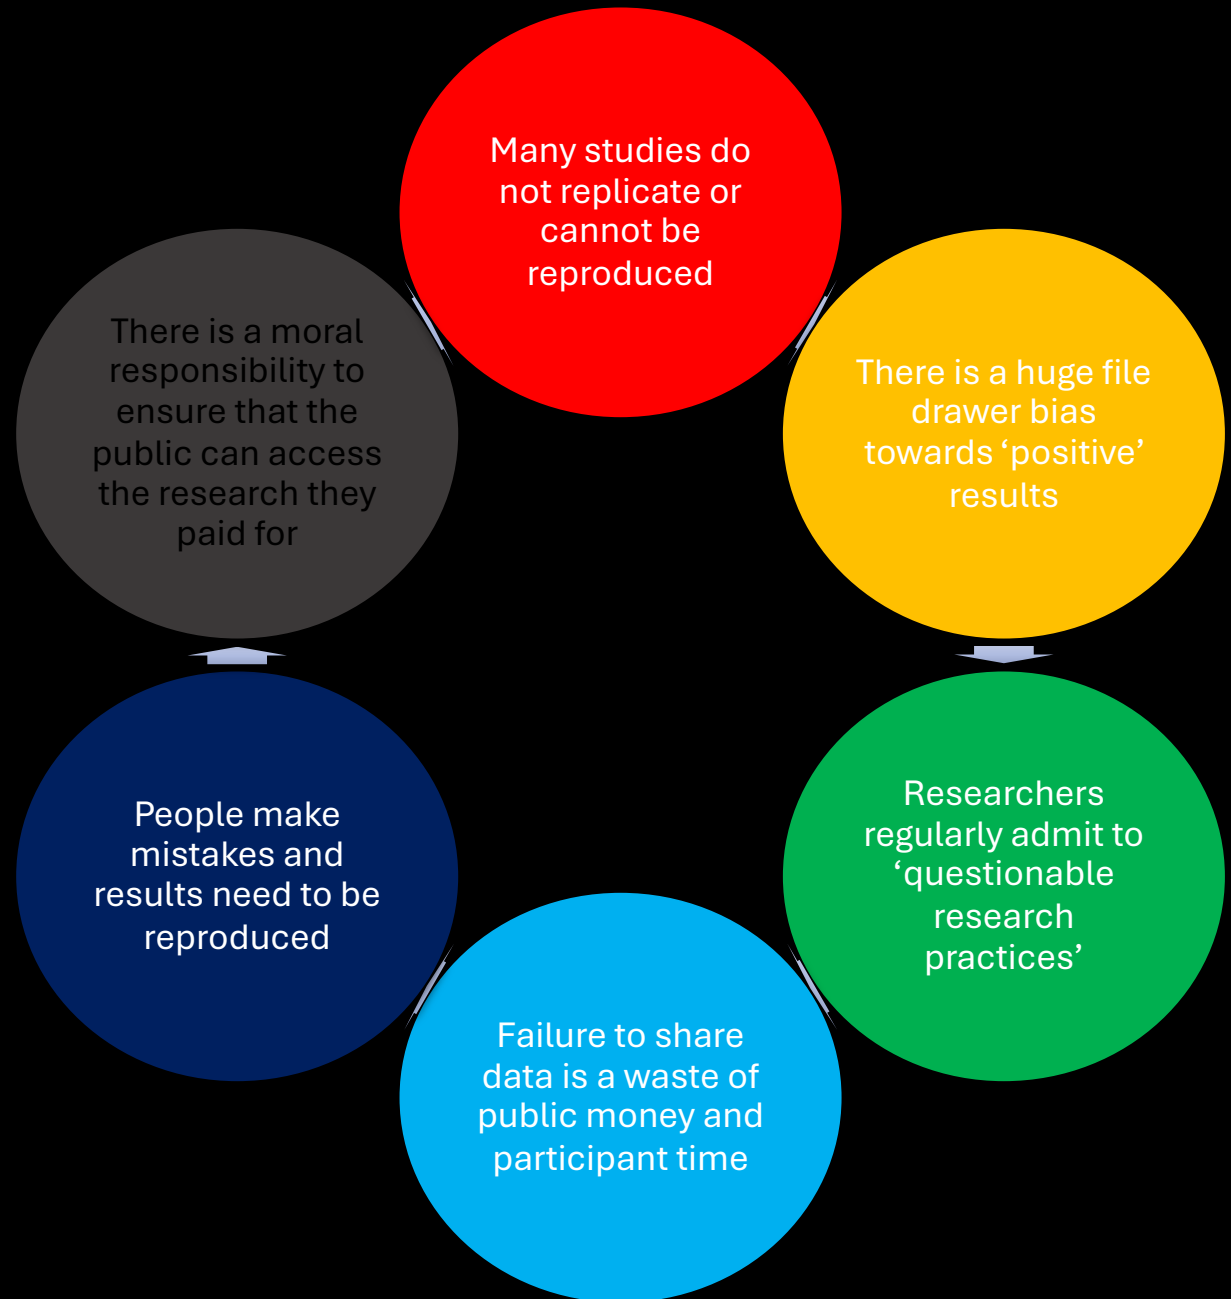 Many studies do
not replicate or
cannot be
reproduced
There is a huge file
drawer bias
towards ‘positive’
results
Researchers
regularly admit to
‘questionable
research
practices’
Failure to share
data is a waste of
public money and
participant time
People make
mistakes and
results need to be
reproduced
There is a moral
responsibility to
ensure that the
public can access
the research they
paid for